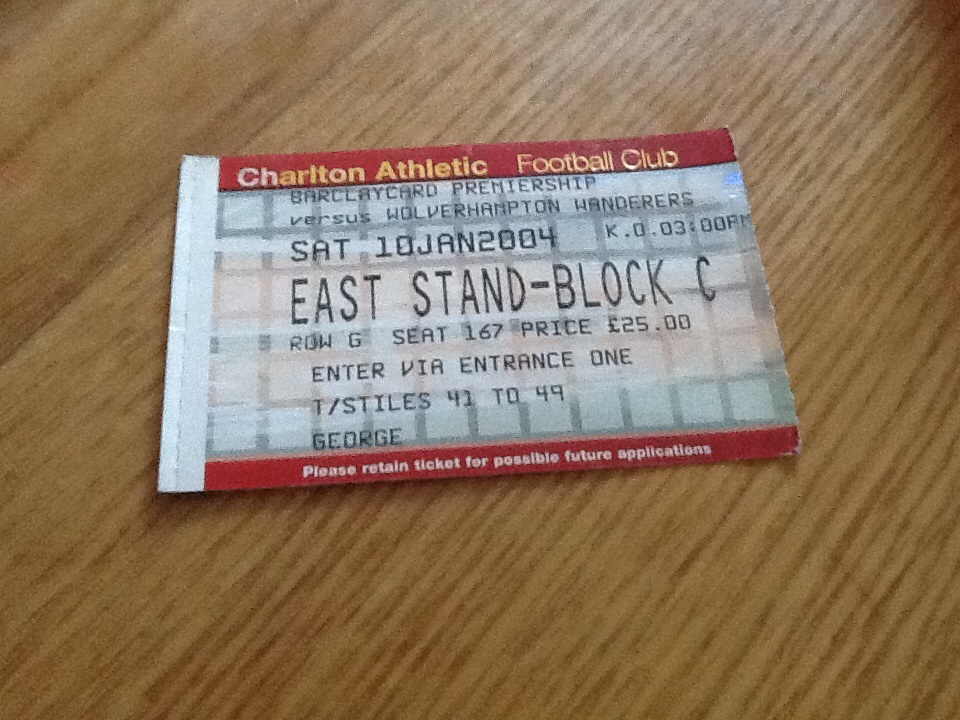 Charlton Athletic Football Club
BARCLAYCARD PREMIERSHIP
versus WOLVERHAMPTON WANDERERS
SAT 10JAN2004 K.O.03:00PM
EAST STAND-BLOCK C
ROW G SEAT 167 PRICE £25.00
ENTER VIA ENTRANCE ONE
T/STILES 41 TO 49
GEORGE
Please retain ticket for possible future applications